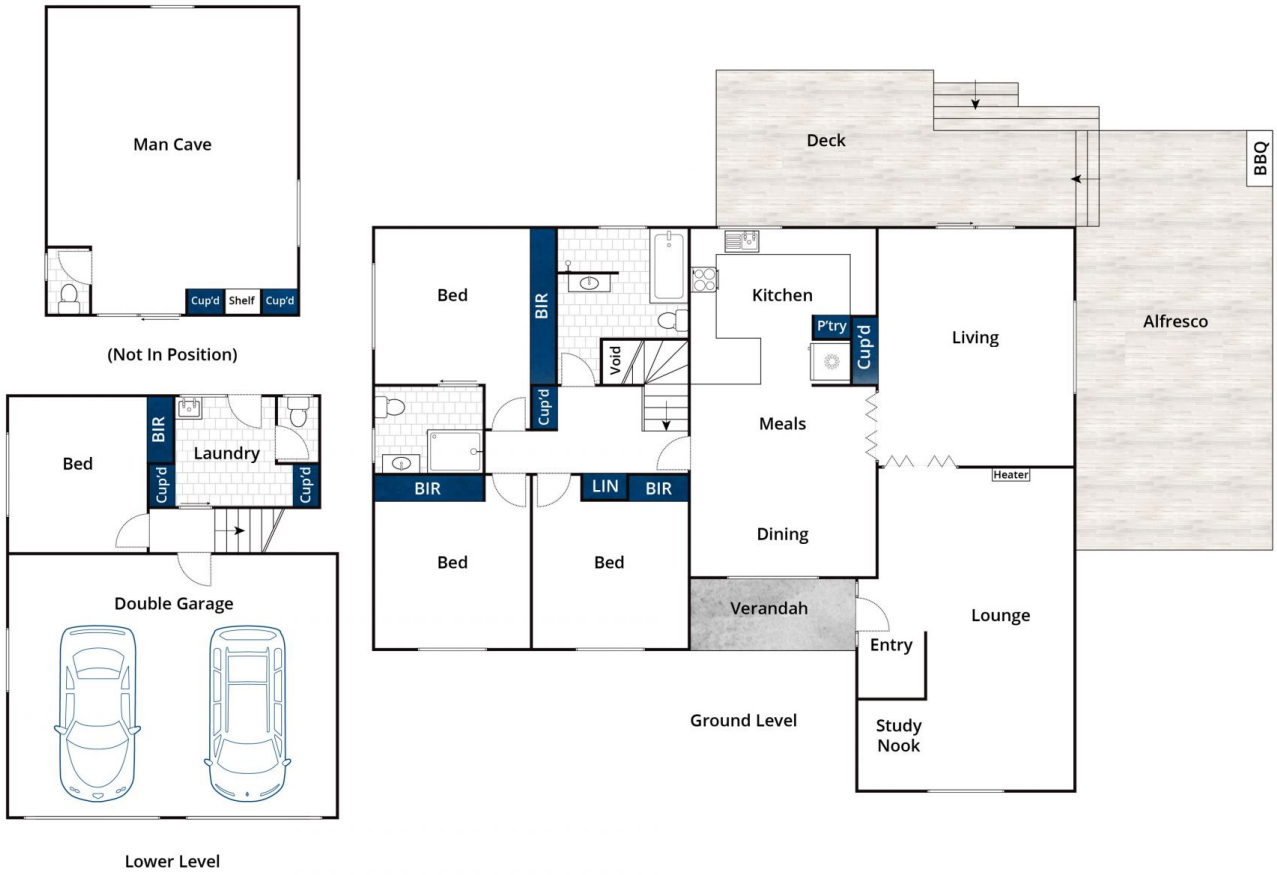 Man Cave
Cup'd
Shelf
Cup'd
(Not In Position)
Bed
BIR
Cup'd
Laundry
Cup'd
Double Garage
Lower Level
Deck
BBQ
Alfresco
Bed
BIR
Void
Cup'd
Kitchen
P'try
Cup'd
Living
Meals
Heater
BIR
LIN
BIR
Dining
Bed
Bed
Verandah
Lounge
Entry
Study
Nook
Ground Level